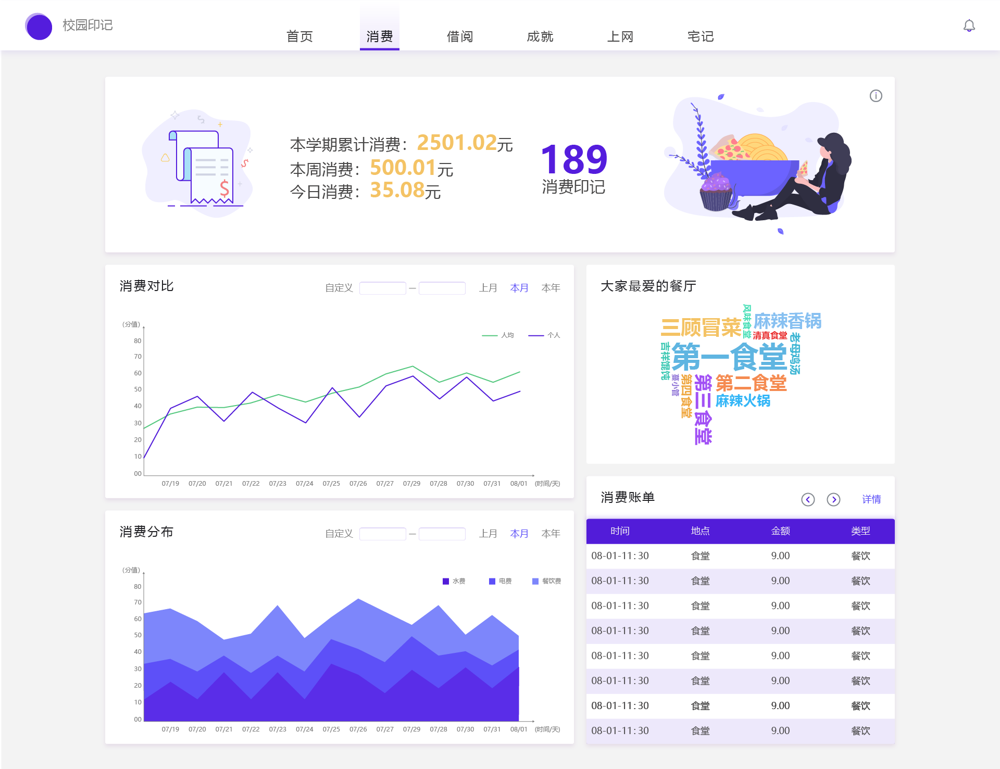 校园印记
首页 消费 借阅 成就 上网 宅记
本学期累计消费：2501.02元
本周消费：500.01元
今日消费：35.08元
189
消费印记
消费对比
自定义 – 上月 本月 本年
(分值)
人均 个人
80
70
60
50
40
30
20
10
00
07/19 07/20 07/21 07/22 07/23 07/24 07/25 07/26 07/27 07/29 07/28 07/30 07/31 08/01 (时间/天)
大家最爱的餐厅
三顾冒菜
风味食堂
麻辣香锅
清真食堂
老母鸡汤
吉祥馄饨
第一食堂
第四食堂
第三食堂
第二食堂
麻辣火锅
消费分布
自定义 – 上月 本月 本年
(分值)
水费 电费 餐饮费
80
70
60
50
40
30
20
10
00
07/19 07/20 07/21 07/22 07/23 07/24 07/25 07/26 07/27 07/29 07/28 07/30 07/31 08/01 (时间/天)
消费账单
详情
时间 地点 金额 类型
08-01-11:30 食堂 9.00 餐饮
08-01-11:30 食堂 9.00 餐饮
08-01-11:30 食堂 9.00 餐饮
08-01-11:30 食堂 9.00 餐饮
08-01-11:30 食堂 9.00 餐饮
08-01-11:30 食堂 9.00 餐饮
08-01-11:30 食堂 9.00 餐饮
08-01-11:30 食堂 9.00 餐饮